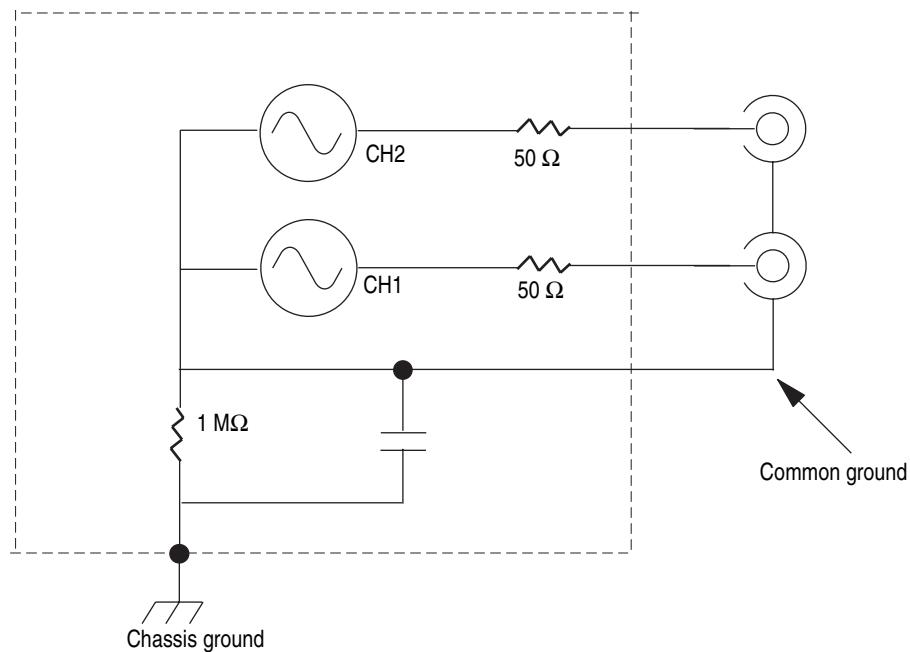 CH2
50 Ω
CH1
50 Ω
1 MΩ
Common ground
Chassis ground